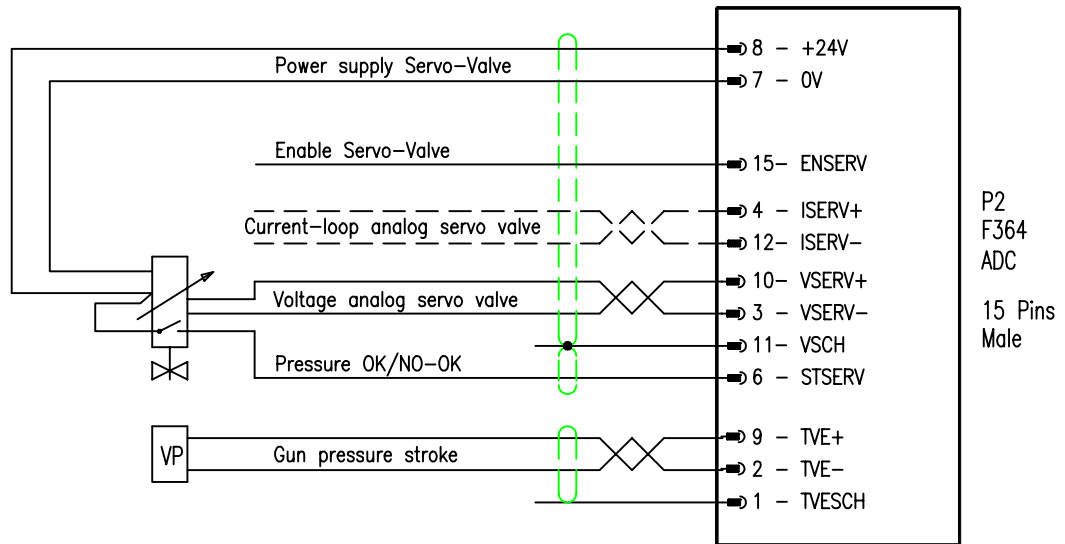 8 - +24V
Power supply Servo-Valve
7 - 0V
Enable Servo-Valve
15- ENSERV
4 - ISERV+
Current-loop analog servo valve
12- ISERV-
10- VSERV+
Voltage analog servo valve
3 - VSERV-
11- VSCH
Pressure OK/NO-OK
6 - STSERV
9 - TVE+
VP
Gun pressure stroke
2 - TVE-
1 - TVESCH
P2
F364
ADC
15 Pins
Male